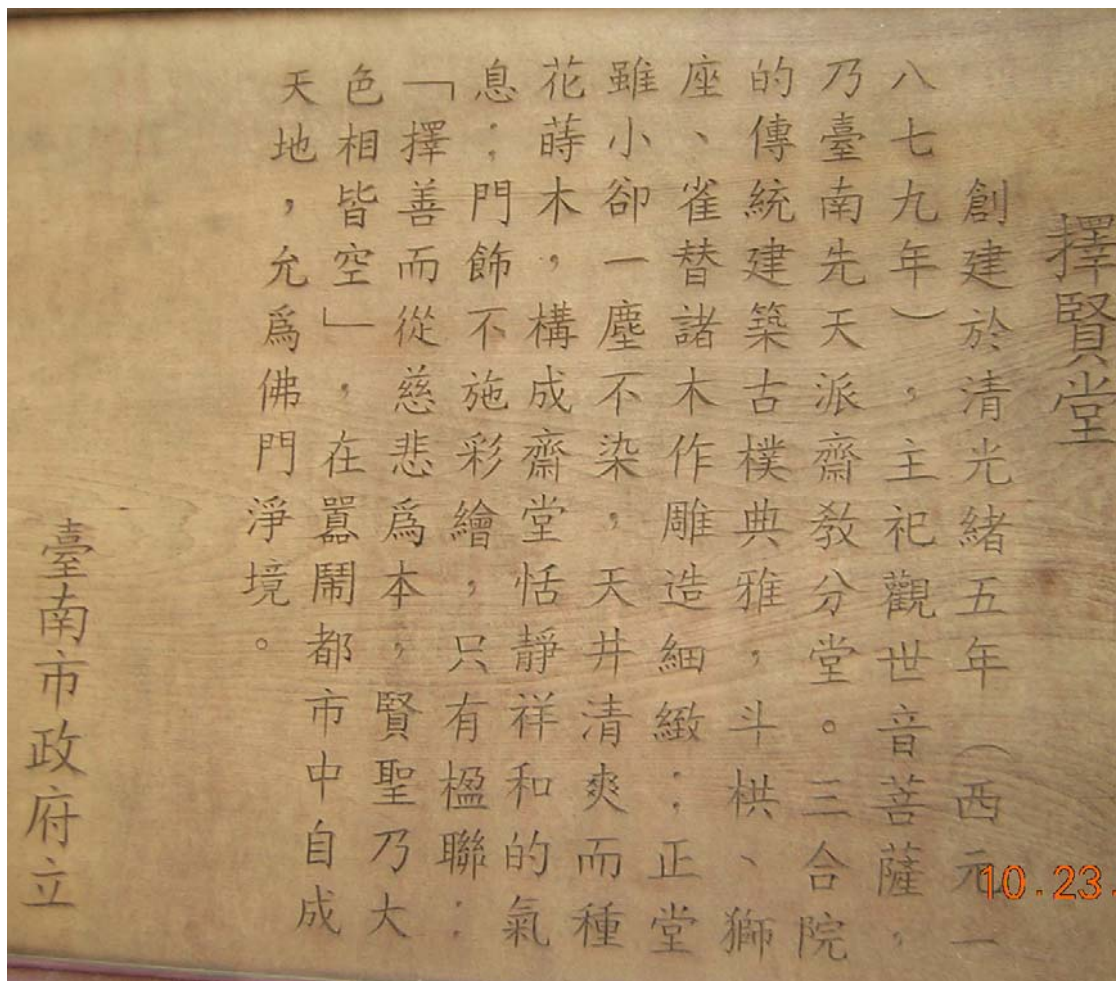 擇賢堂
創建於清光緒五年（西元一
八七九年），主祀觀世音菩薩，
乃臺南先天派齋教分堂。三合院
的傳統建築古樸典雅，斗栱、獅
座、雀替諸木作雕造細緻；正堂
雖小卻一塵不染，天井清爽而種
花蒔木，構成齋堂恬靜祥和的氣
息；門飾不施彩繪，只有楹聯：
「擇善而從慈悲爲本，賢聖乃大
色相皆空」，在囂鬧都市中自成
天地，允爲佛門淨境。
臺南市政府立
10.23.